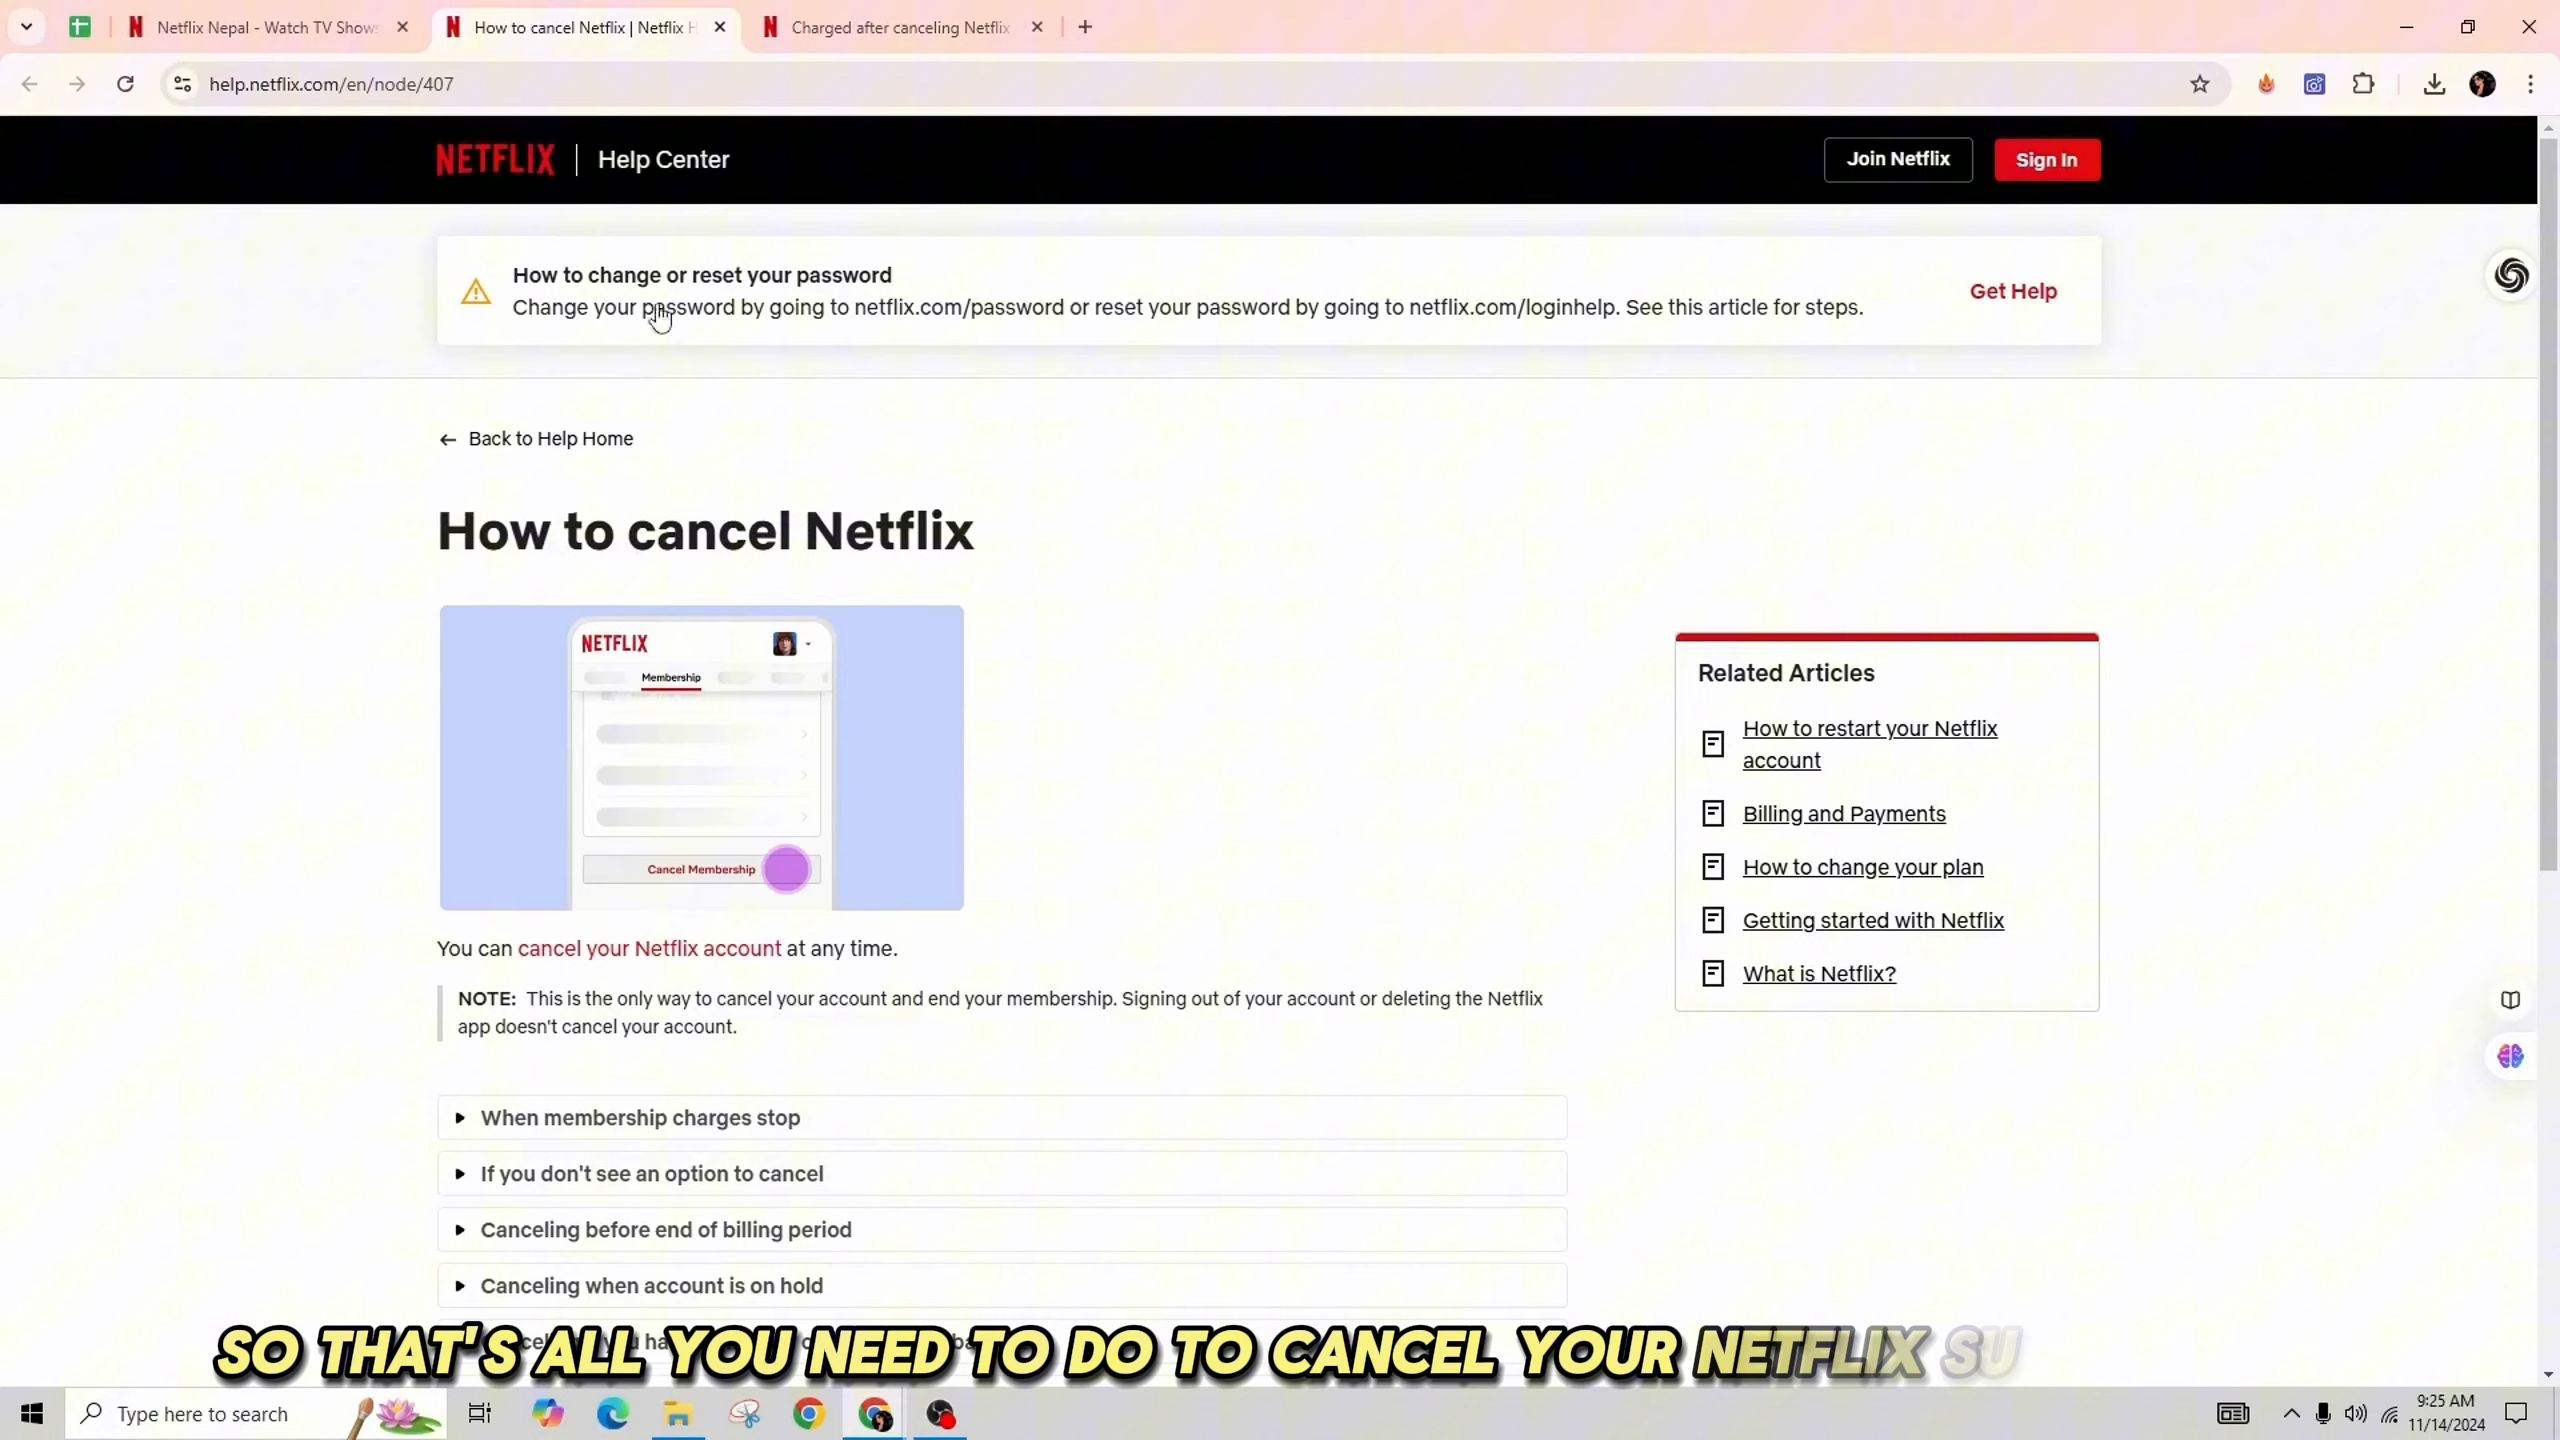 Netflix Nepal - Watch TV Shows
How to cancel Netflix | Netflix H
Charged after canceling Netflix
help.netflix.com/en/node/407
NETFLIX | Help Center
Join Netflix
Sign In
How to change or reset your password
Change your password by going to netflix.com/password or reset your password by going to netflix.com/loginhelp. See this article for steps.
Get Help
Back to Help Home
How to cancel Netflix
NETFLIX
Membership
Cancel Membership
Related Articles
How to restart your Netflix
account
Billing and Payments
How to change your plan
Getting started with Netflix
What is Netflix?
You can cancel your Netflix account at any time.
NOTE: This is the only way to cancel your account and end your membership. Signing out of your account or deleting the Netflix
app doesn't cancel your account.
When membership charges stop
If you don't see an option to cancel
Canceling before end of billing period
Canceling when account is on hold
SO THAT'S ALL YOU NEED TO DO TO CANCEL YOUR NETFLIX SU
Type here to search
9:25 AM
11/14/2024